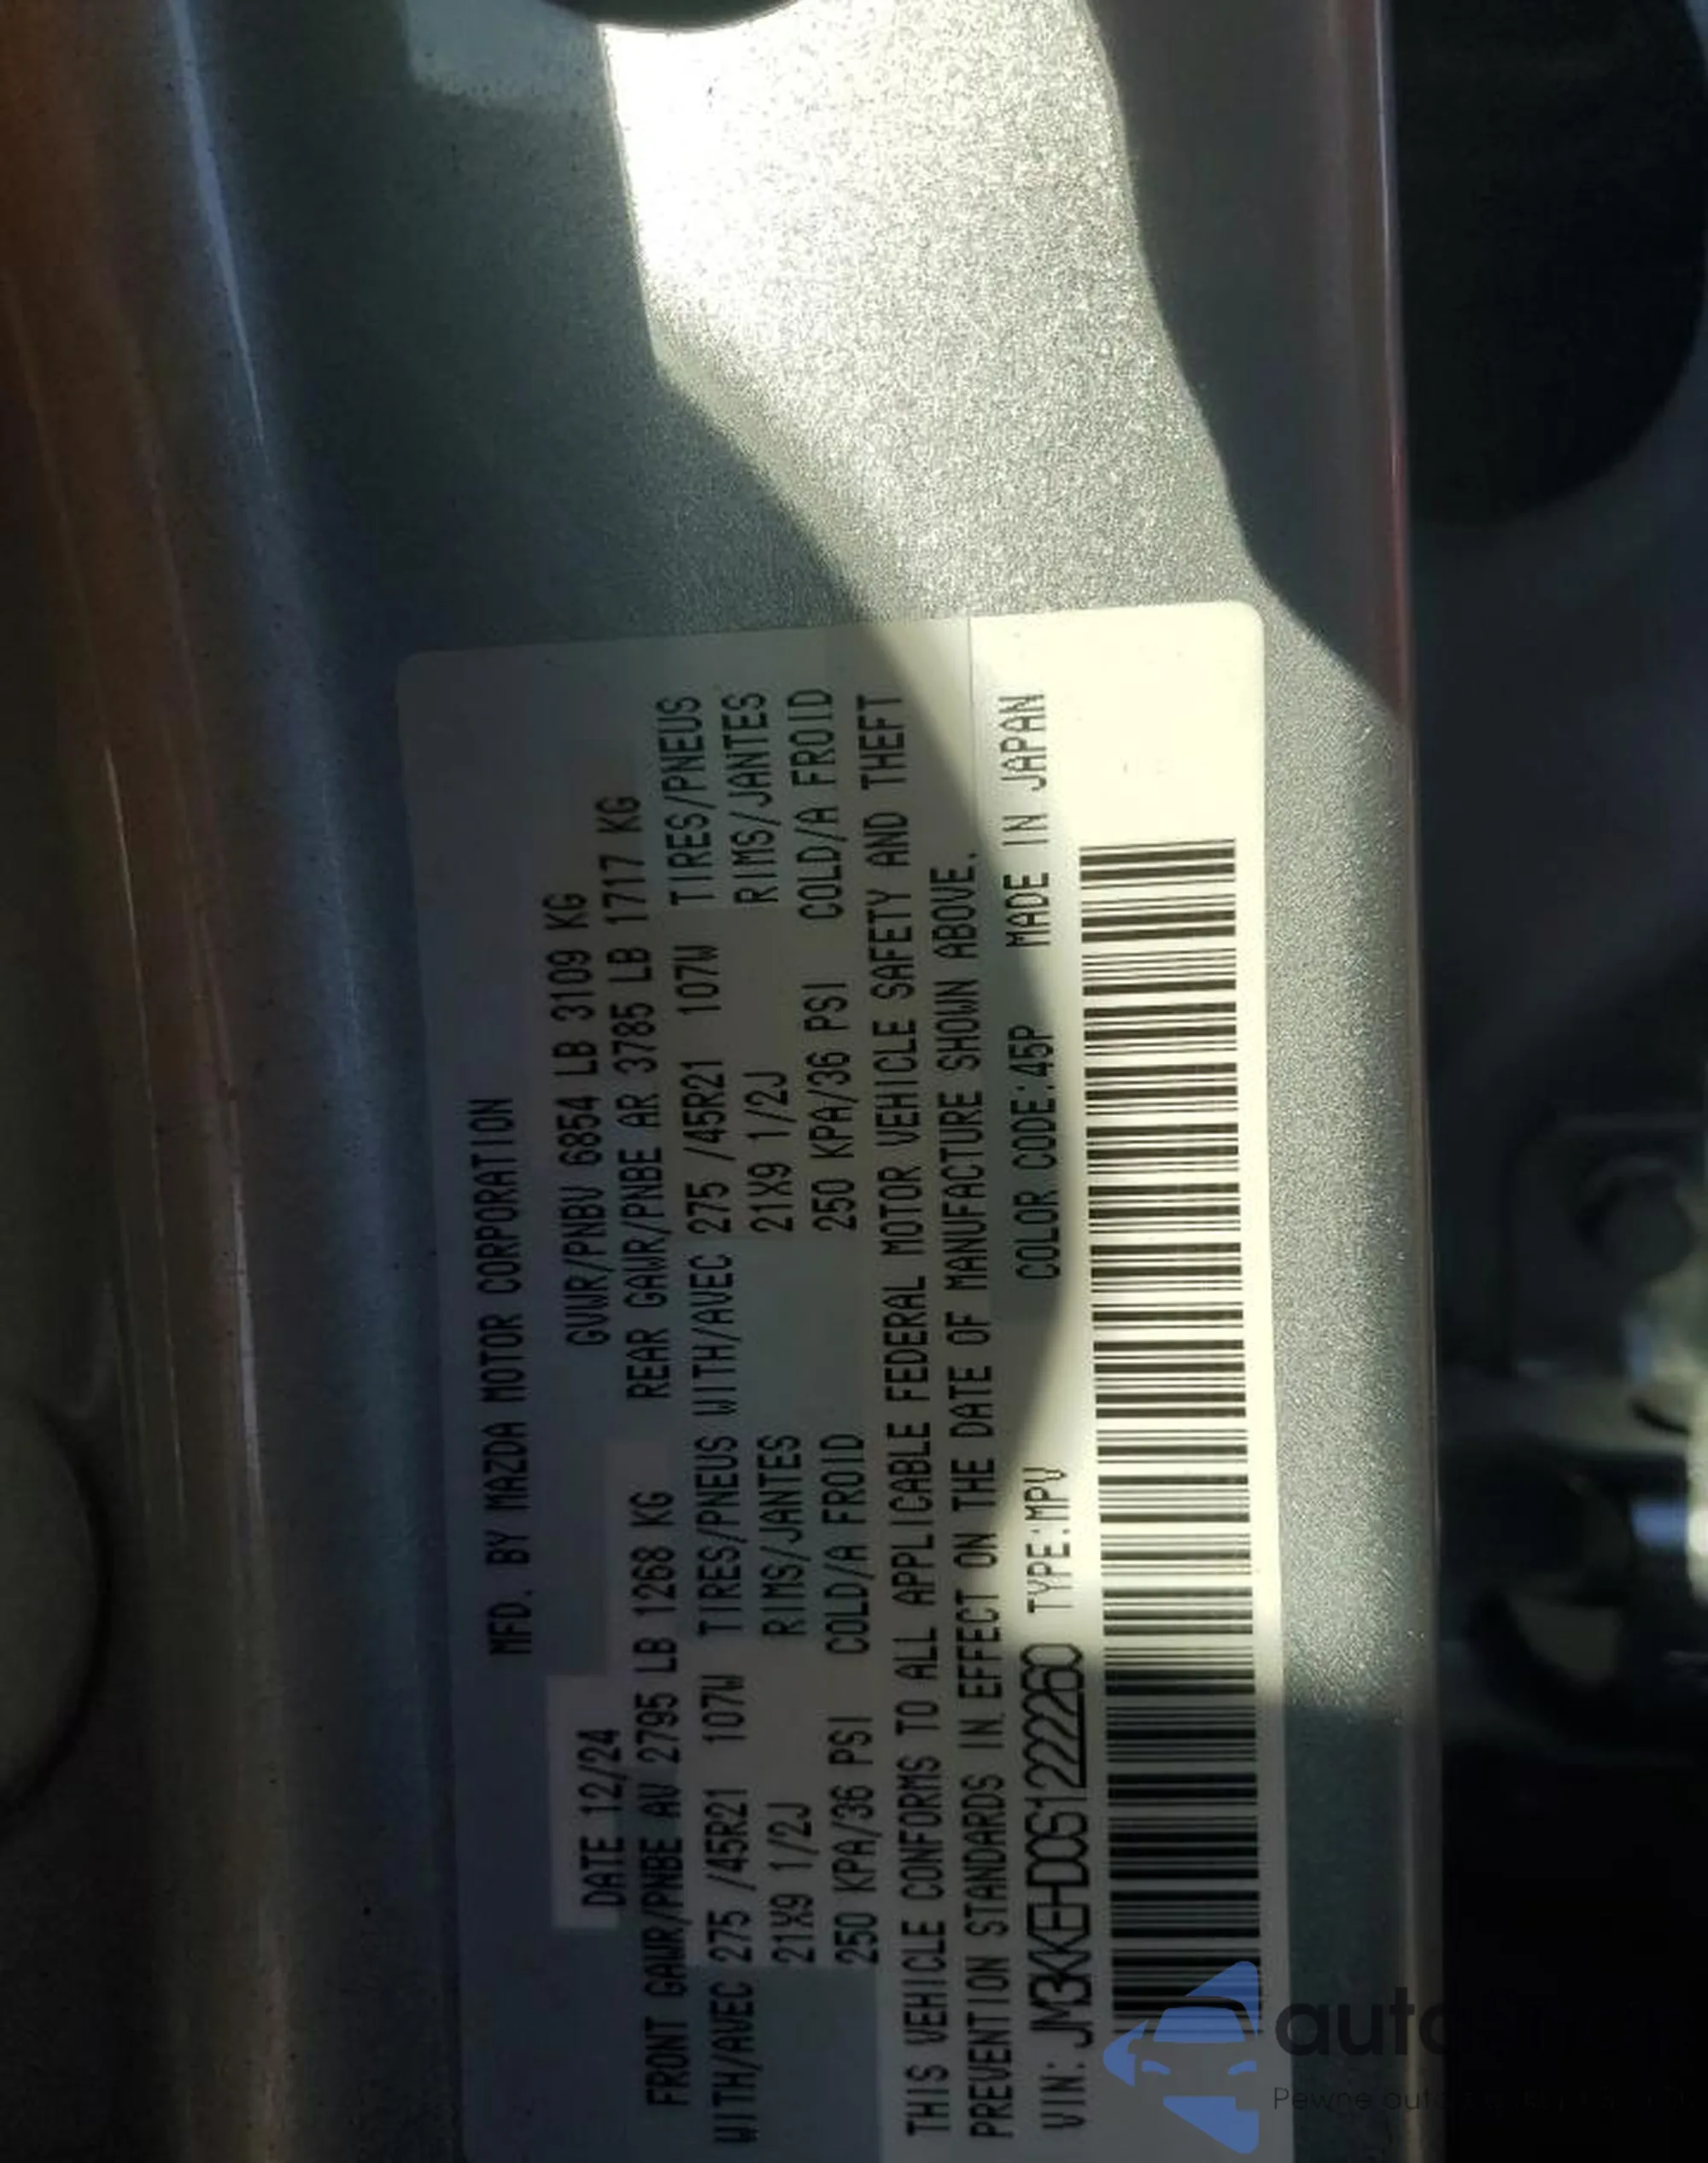 MFD. BY MAZDA MOTOR CORPORATION
DATE 12/24 GVWR/PNBV 6854 LB 3109 KG
FRONT GAWR/PNBE AV 2795 LB 1268 KG REAR GAWR/PNBE AR 3785 LB 1717 KG
WITH/AVEC 275 /45R21 107W TIRES/PNEUS WITH/AVEC 275 /45R21 107W TIRES/PNEUS
21X9 1/2J RIMS/JANTES 21X9 1/2J RIMS/JANTES
250 KPA/36 PSI COLD/A FROID 250 KPA/36 PSI COLD/A FROID
THIS VEHICLE CONFORMS TO ALL APPLICABLE FEDERAL MOTOR VEHICLE SAFETY AND THEFT
PREVENTION STANDARDS IN EFFECT ON THE DATE OF MANUFACTURE SHOWN ABOVE.
VIN: JM3KKEHD0S1222260 TYPE:MPV COLOR CODE:45P MADE IN JAPAN
Pewne auto